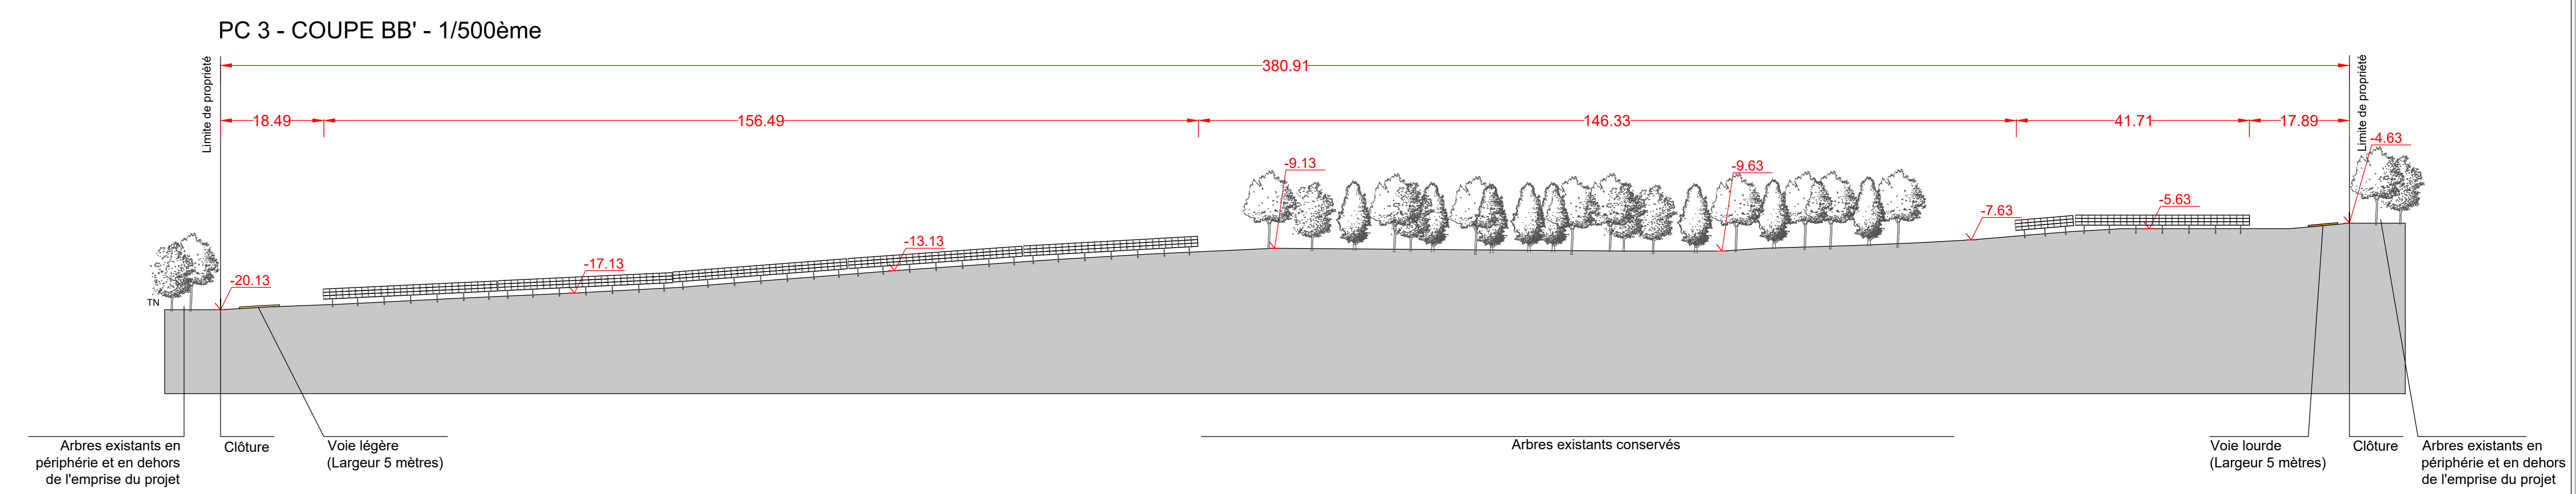 PC 3 - COUPE BB' - 1/500ème
Limite de propriété
380.91
Limite de propriété
18.49
156.49
146.33
41.71
17.89
-4.63
-9.13
-9.63
-7.63
-5.63
-13.13
-17.13
-20.13
TN
Arbres existants en
périphérie et en dehors
de l'emprise du projet
Clôture
Voie légère
(Largeur 5 mètres)
Arbres existants conservés
Voie lourde
(Largeur 5 mètres)
Clôture
Arbres existants en
périphérie et en dehors
de l'emprise du projet